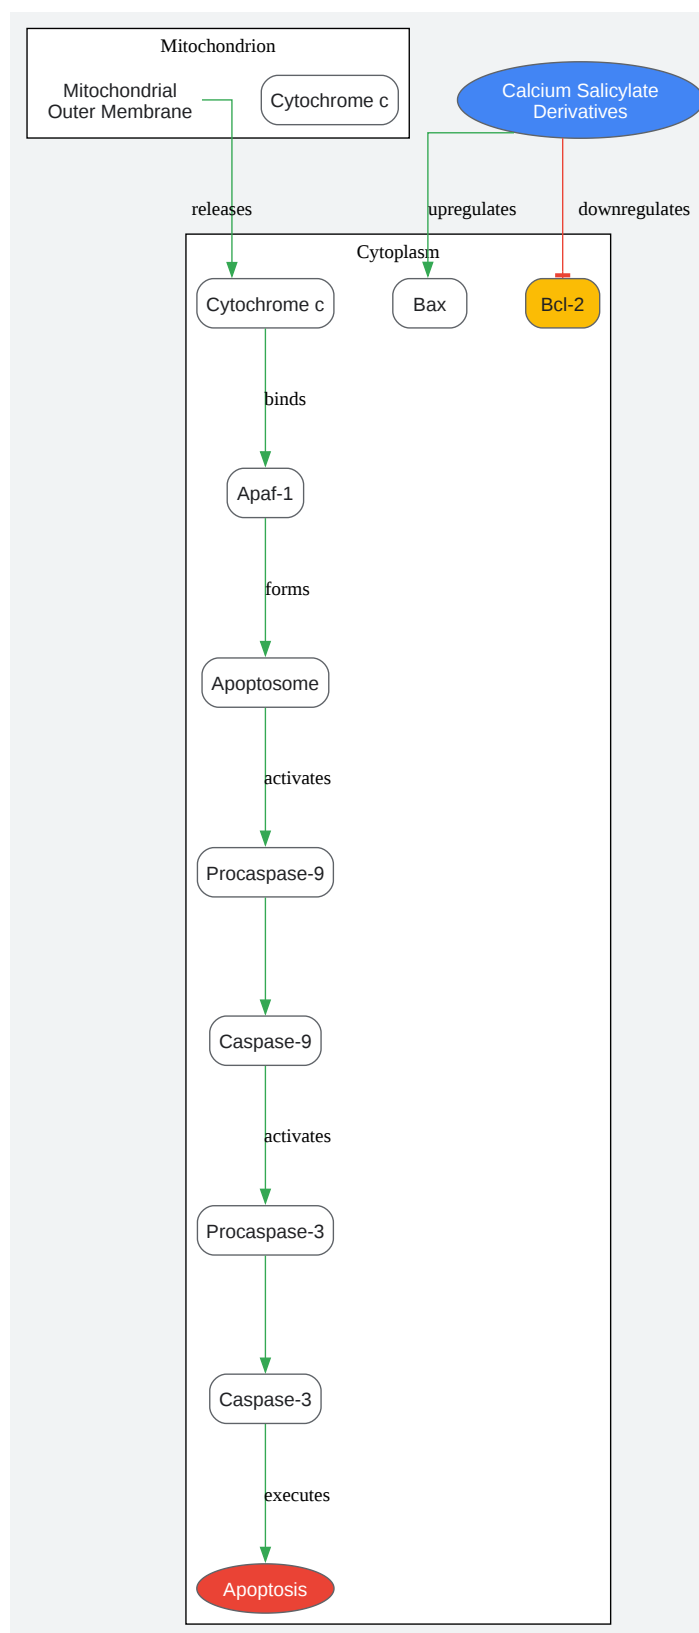 Mitochondrion
Mitochondrial
Outer Membrane
Cytochrome c
Calcium Salicylate
Derivatives
releases
upregulates
downregulates
Cytoplasm
Cytochrome c
Bax
Bcl-2
binds
Apaf-1
forms
Apoptosome
activates
Procaspase-9
Caspase-9
activates
Procaspase-3
Caspase-3
executes
Apoptosis